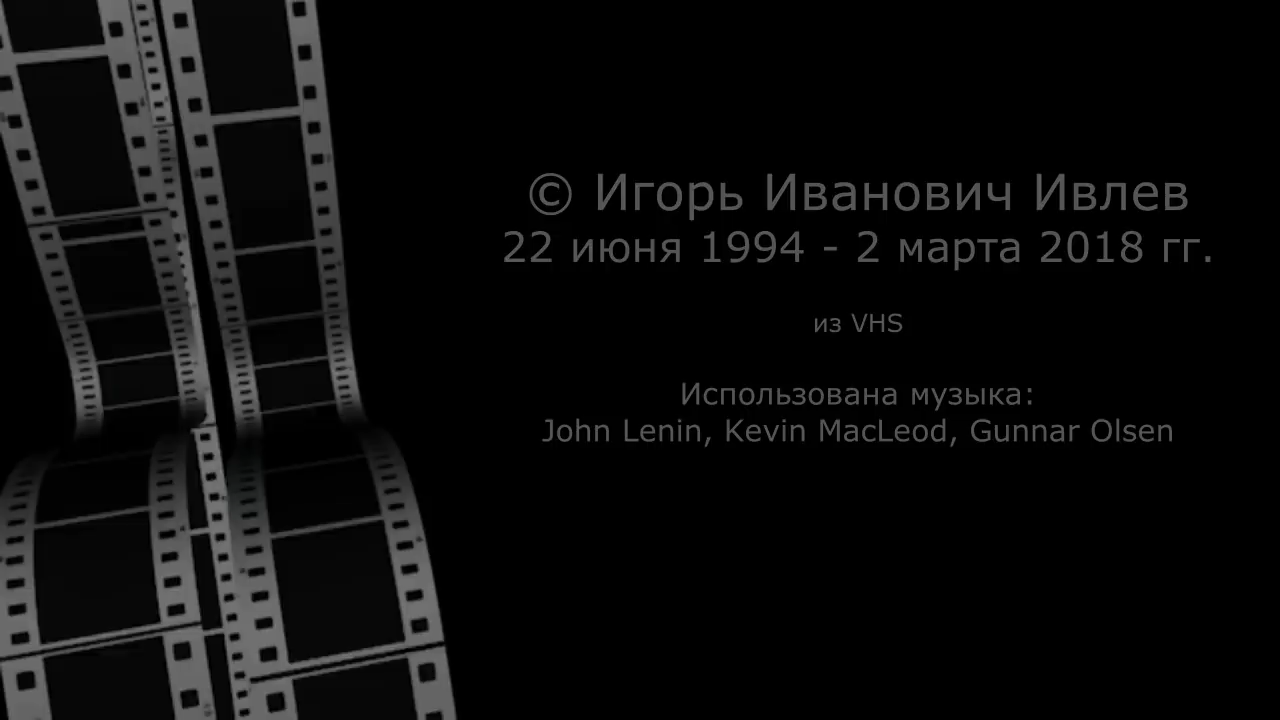 © Игорь Иванович Ивлев
22 июня 1994 - 2 марта 2018 гг.
из VHS
Использована музыка:
John Lenin, Kevin MacLeod, Gunnar Olsen